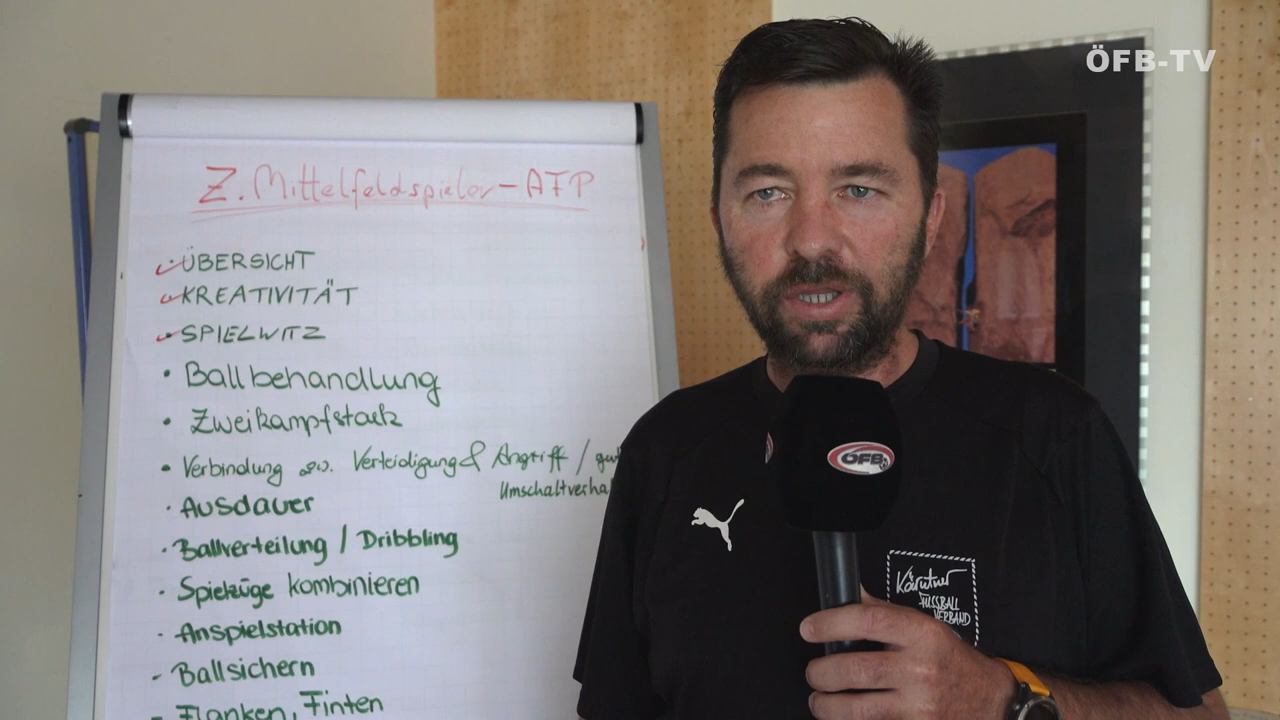 ÖFB-TV
Z. Mittelfeldspieler - AFP
ÜBERSICHT
KREATIVITÄT
SPIELWITZ
• Ballbehandlung
• Zweikampfstark
• Verbindung zw. Verteidigung & Angriff /
Ausdauer
Ballverteilung / Dribbling
Spielzüge kombinieren
- Anspielstation
- Ballsichern
- Flanken, Finten
ÖFB
Kärntner
FUSSBALL
VERBAND